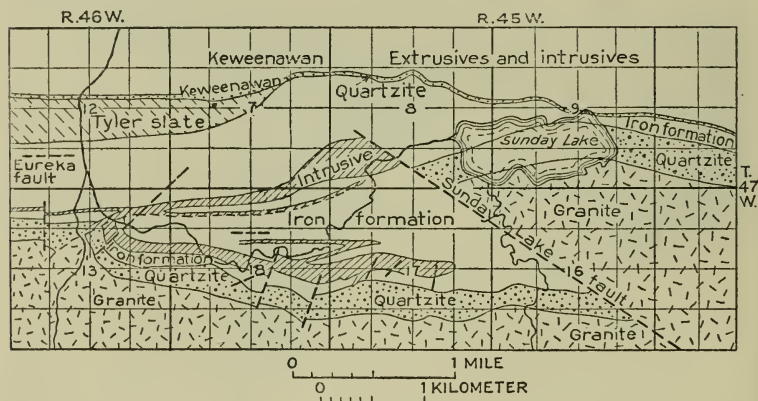 R.46 W. R.45 W.
Keweenawan Extrusives and intrusives
Keweenawan
Quartzite
12 7 8 9
Tyler slate
Iron formation
Sunday Lake
Quartzite
Eureka
fault
Intrusive
T.
47
W.
Sunday Lake fault
Granite
Iron formation
Iron formation
13 18 17 16
Quartzite
Quartzite
Granite
Granite
0 1 MILE
0 1 KILOMETER